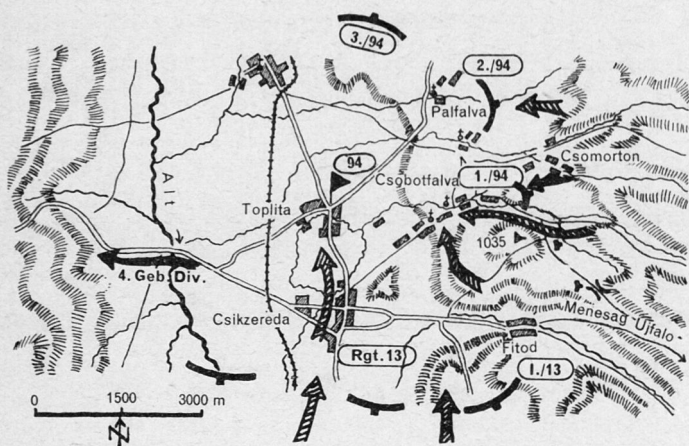 3./94
2./94
Palfalva
Csomorton
94
1./94
Csobotfalva
Alt
Toplita
1035
4. Geb. Div.
Menesag Ujfalo
Csikzereda
Fitod
Rgt. 13
I./13
0 1500 3000 m
N